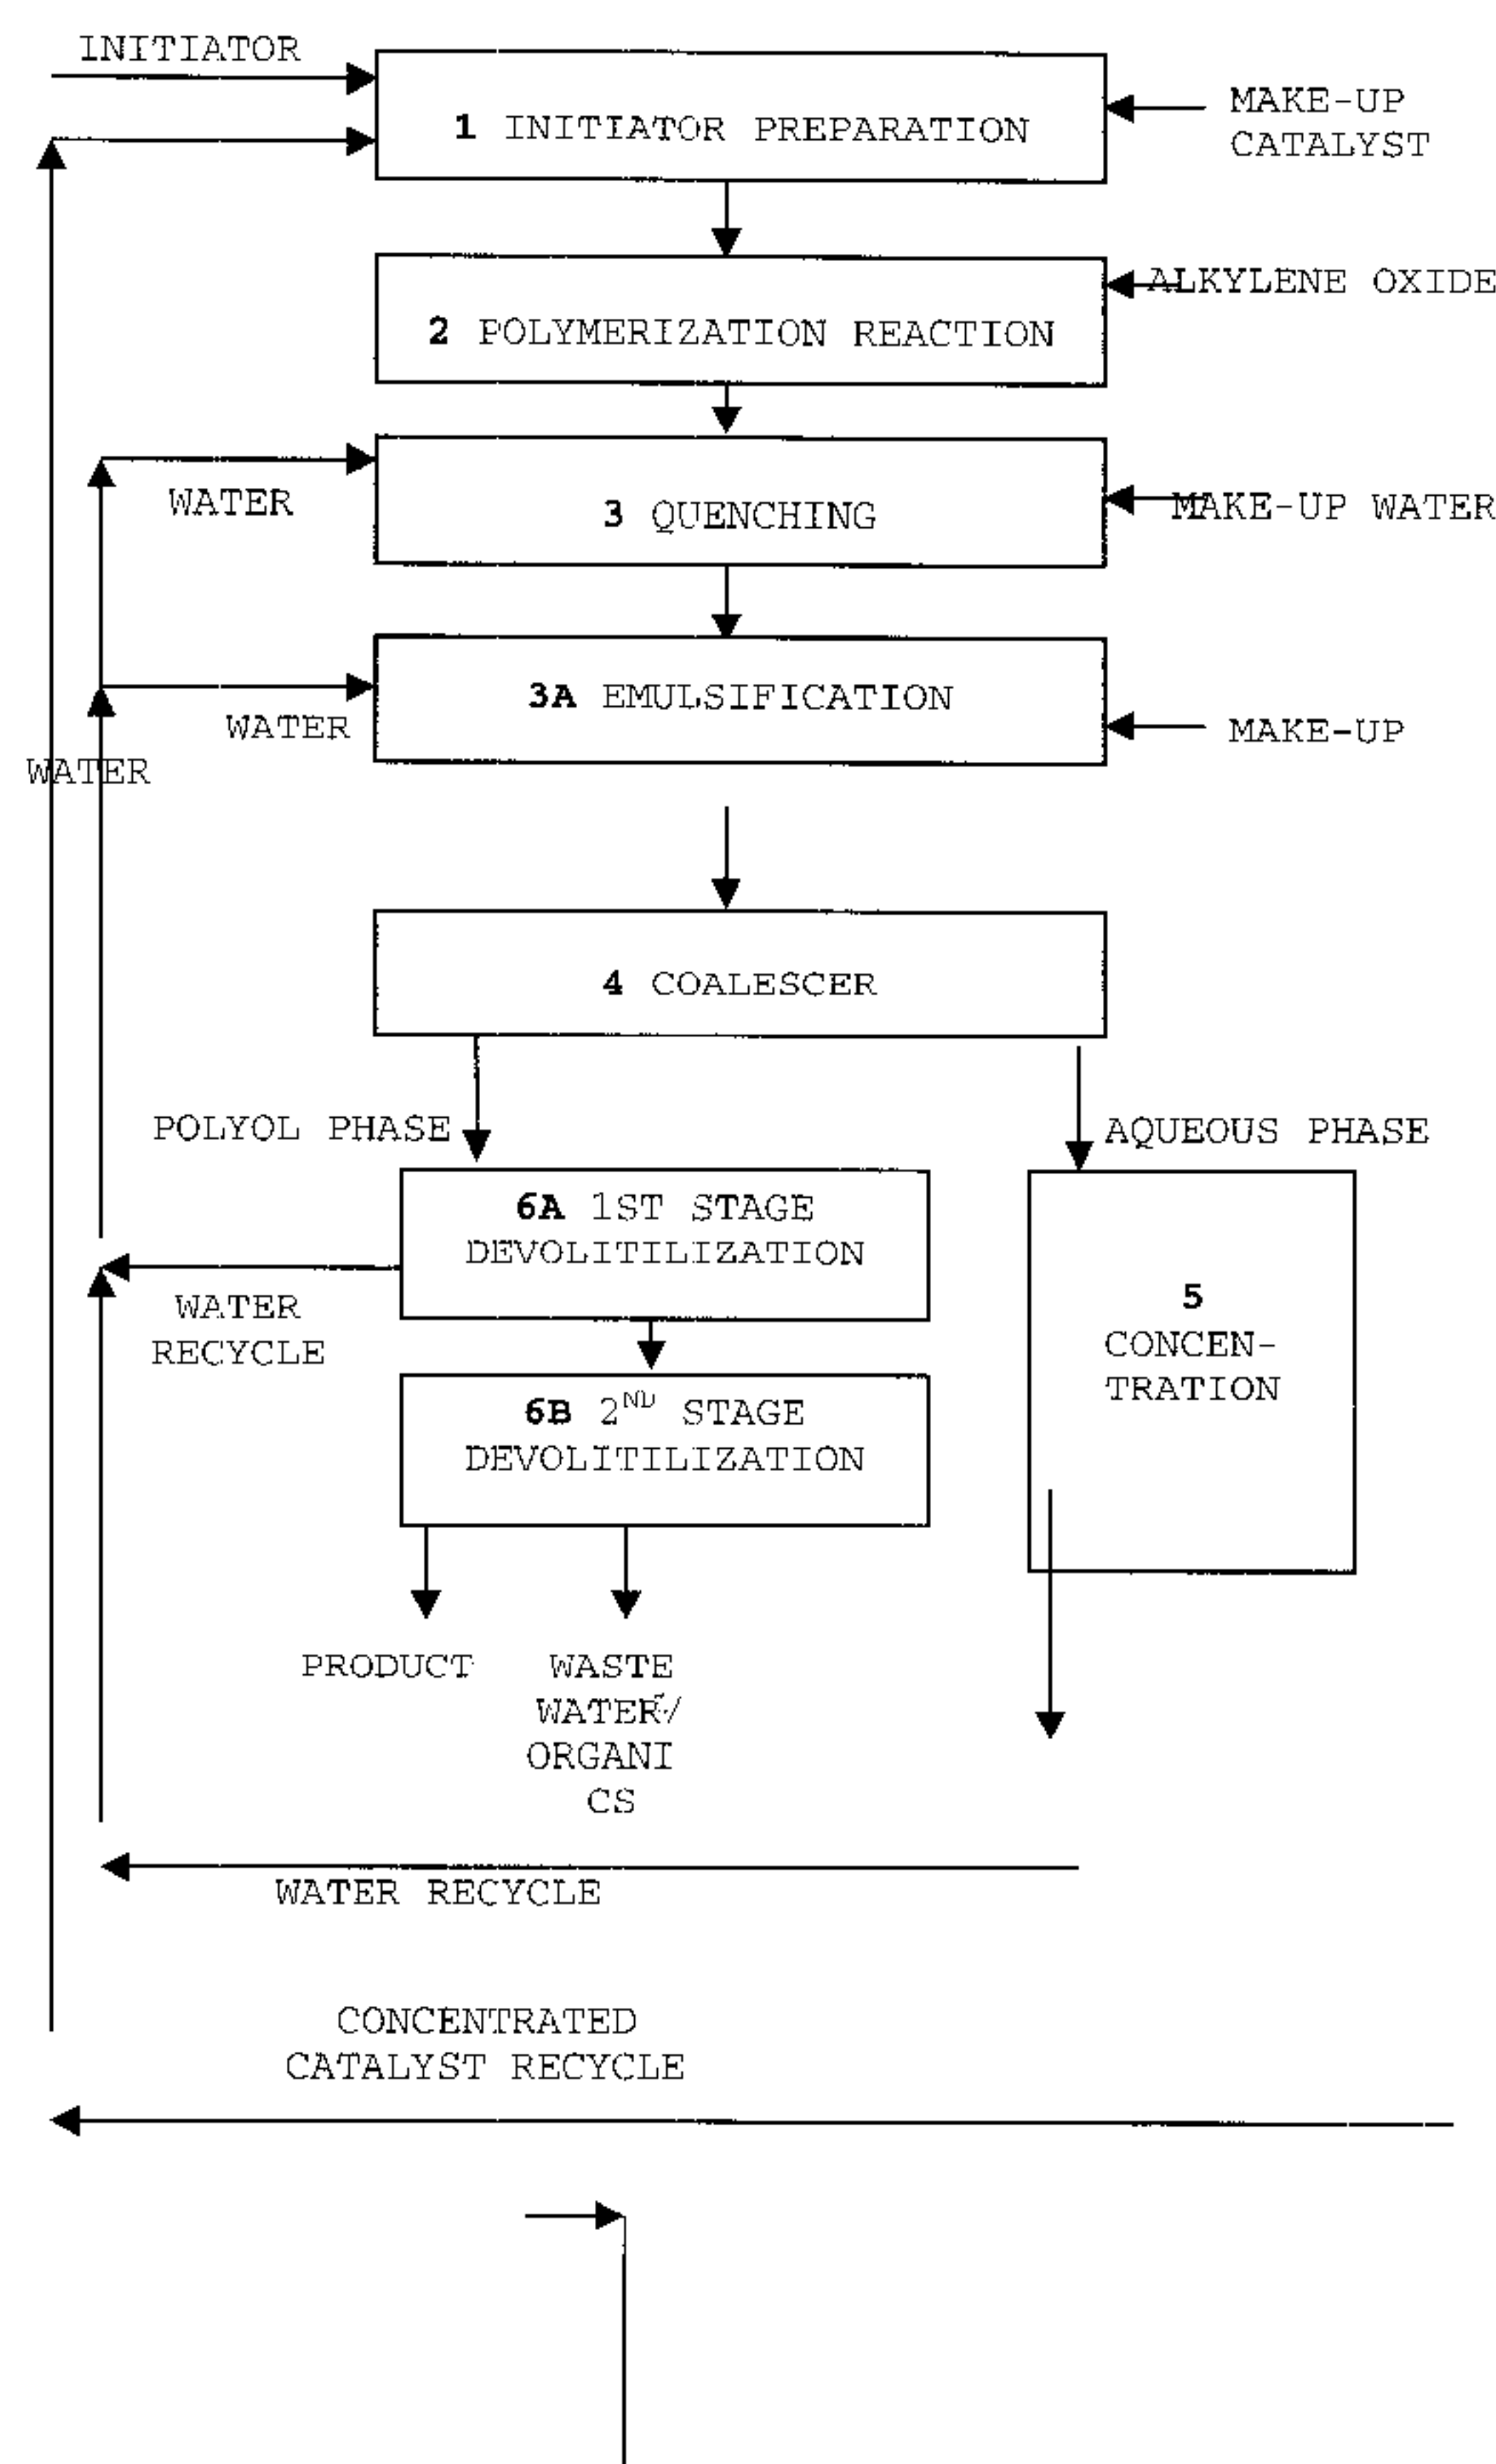 INITIATOR
MAKE-UP
CATALYST
1 INITIATOR PREPARATION
ALKYLENE OXIDE
2 POLYMERIZATION REACTION
WATER
3 QUENCHING
MAKE-UP WATER
3A EMULSIFICATION
WATER
MAKE-UP
WATER
4 COALESCER
POLYOL PHASE
AQUEOUS PHASE
6A 1ST STAGE
DEVOLITILIZATION
WATER
RECYCLE
5
CONCEN-
TRATION
6B 2ND STAGE
DEVOLITILIZATION
PRODUCT
WASTE
WATER/
ORGANI
CS
WATER RECYCLE
CONCENTRATED
CATALYST RECYCLE